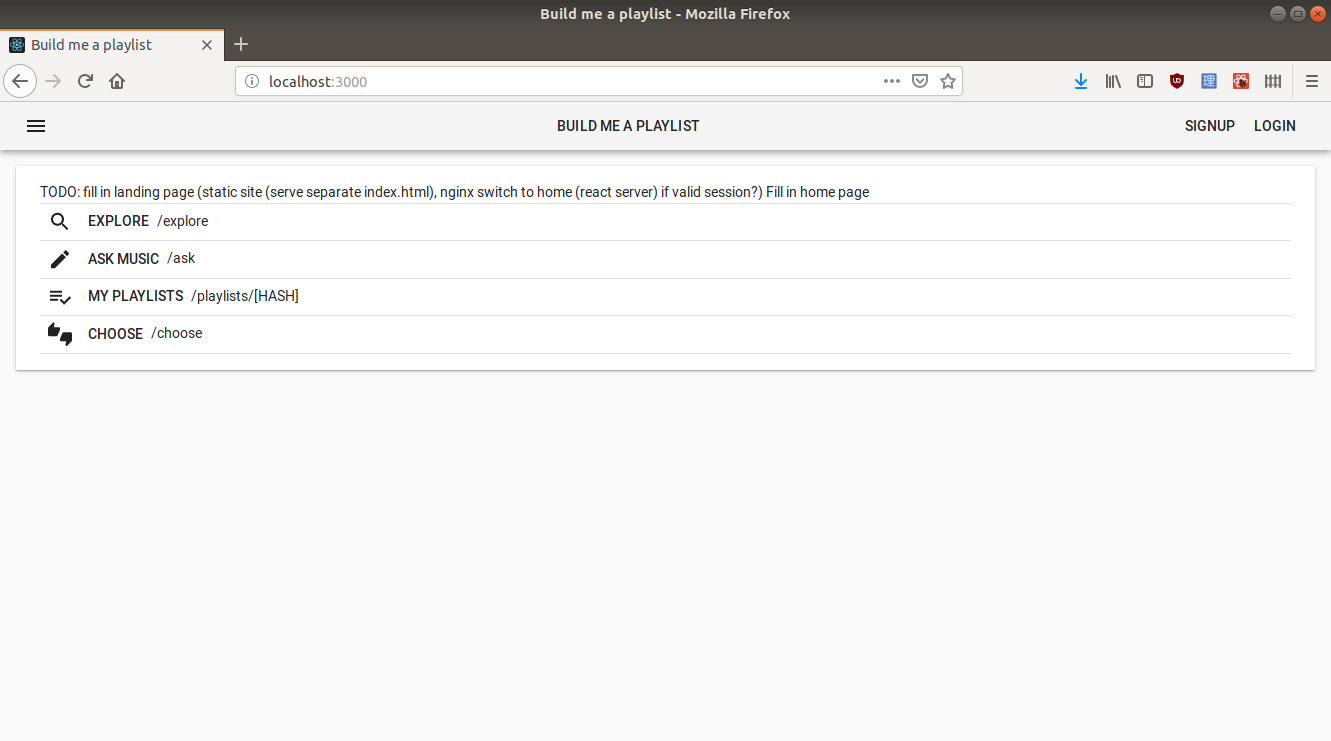 Build me a playlist - Mozilla Firefox
Build me a playlist
localhost:3000
BUILD ME A PLAYLIST
SIGNUP
LOGIN
TODO: fill in landing page (static site (serve separate index.html), nginx switch to home (react server) if valid session?) Fill in home page
EXPLORE /explore
ASK MUSIC /ask
MY PLAYLISTS /playlists/[HASH]
CHOOSE /choose